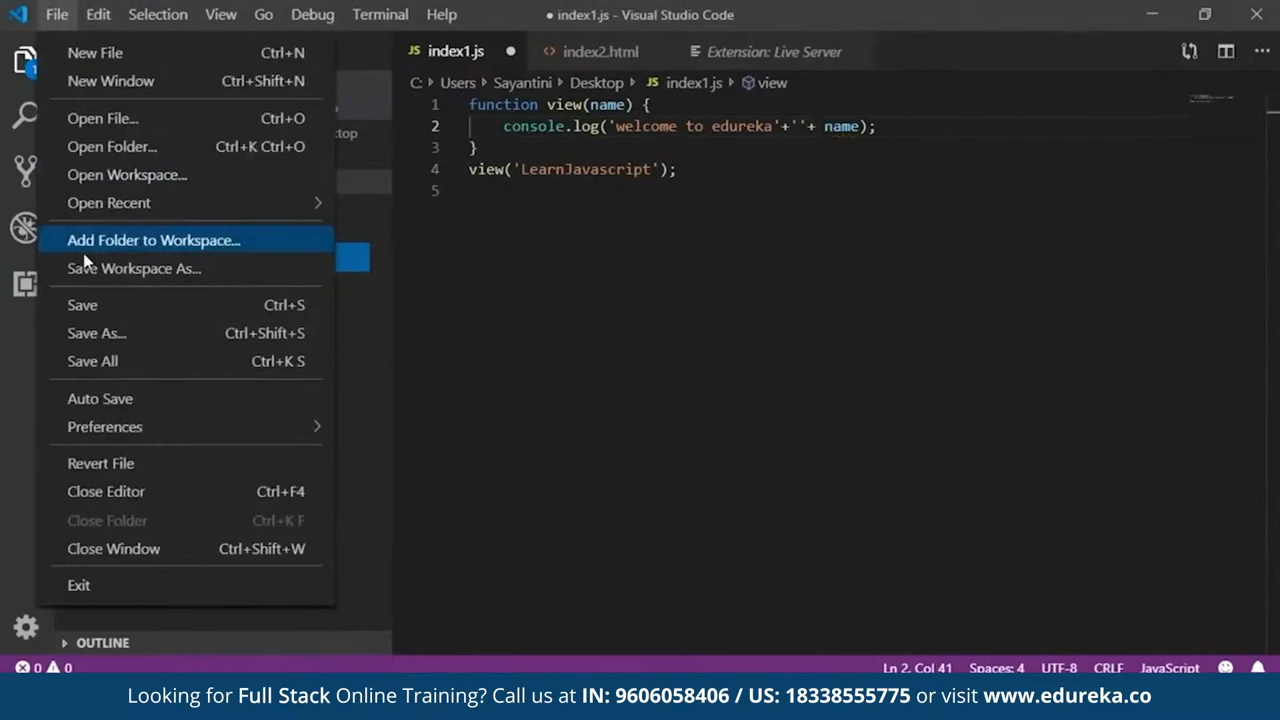 File Edit Selection View Go Debug Terminal Help ● index1.js - Visual Studio Code
New File Ctrl+N
New Window Ctrl+Shift+N
Open File... Ctrl+O
Open Folder... Ctrl+K Ctrl+O
Open Workspace...
Open Recent
Add Folder to Workspace...
Save Workspace As...
Save Ctrl+S
Save As... Ctrl+Shift+S
Save All Ctrl+K S
Auto Save
Preferences
Revert File
Close Editor Ctrl+F4
Close Folder Ctrl+K F
Close Window Ctrl+Shift+W
Exit
1
top
OUTLINE
JS index1.js ● <> index2.html Extension: Live Server
C: > Users > Sayantini > Desktop > JS index1.js > view
1 function view(name) {
2 console.log('welcome to edureka'+''+ name);
3 }
4 view('LearnJavascript');
5
0 0 Ln 2, Col 41 Spaces: 4 UTF-8 CRLF JavaScript
Looking for Full Stack Online Training? Call us at IN: 9606058406 / US: 18338555775 or visit www.edureka.co